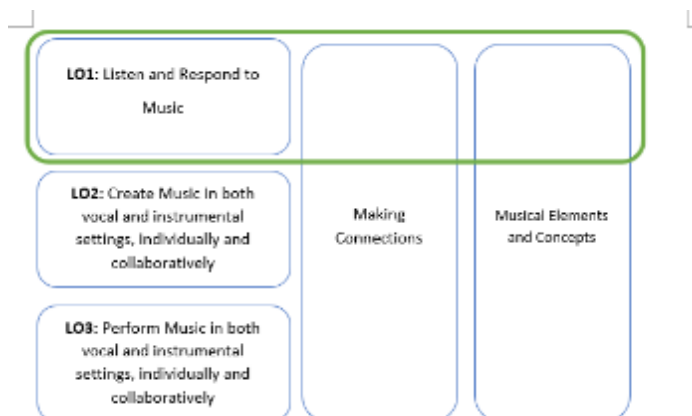 LO1: Listen and Respond to
Music
LO2: Create Music in both
vocal and instrumental
settings, individually and
collaboratively
LO3: Perform Music in both
vocal and instrumental
settings, individually and
collaboratively
Making
Connections
Musical Elements
and Concepts